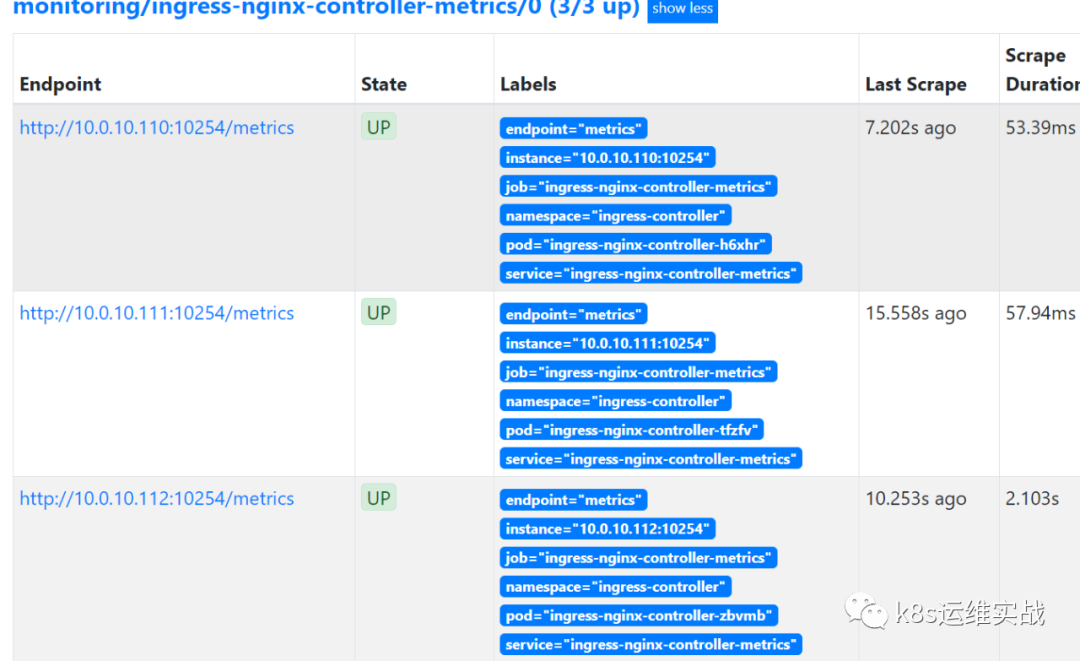 monitoring/ingress-nginx-controller-metrics/0 (3/3 up) show less
Endpoint State Labels Last Scrape Scrape Duration
http://10.0.10.110:10254/metrics UP endpoint="metrics" 7.202s ago 53.39ms
instance="10.0.10.110:10254"
job="ingress-nginx-controller-metrics"
namespace="ingress-controller"
pod="ingress-nginx-controller-h6xhr"
service="ingress-nginx-controller-metrics"
http://10.0.10.111:10254/metrics UP endpoint="metrics" 15.558s ago 57.94ms
instance="10.0.10.111:10254"
job="ingress-nginx-controller-metrics"
namespace="ingress-controller"
pod="ingress-nginx-controller-tfzfv"
service="ingress-nginx-controller-metrics"
http://10.0.10.112:10254/metrics UP endpoint="metrics" 10.253s ago 2.103s
instance="10.0.10.112:10254"
job="ingress-nginx-controller-metrics"
namespace="ingress-controller"
pod="ingress-nginx-controller-zbvmb"
service="ingress-nginx-controller-metrics"
k8s运维实战